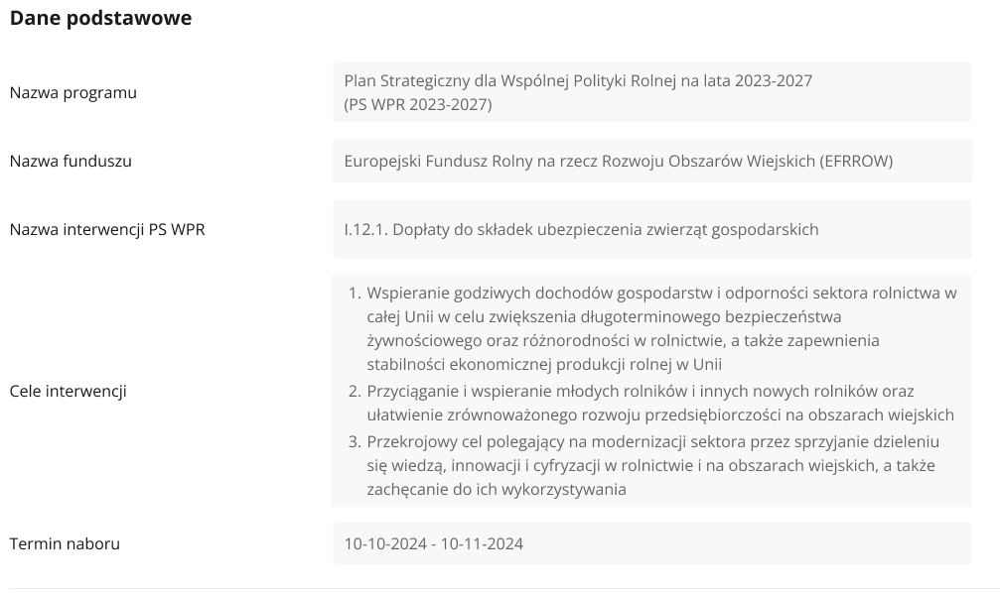 Dane podstawowe
Nazwa programu
Plan Strategiczny dla Wspólnej Polityki Rolnej na lata 2023-2027
(PS WPR 2023-2027)
Nazwa funduszu
Europejski Fundusz Rolny na rzecz Rozwoju Obszarów Wiejskich (EFRROW)
Nazwa interwencji PS WPR
I.12.1. Dopłaty do składek ubezpieczenia zwierząt gospodarskich
Cele interwencji
1. Wspieranie godziwych dochodów gospodarstw i odporności sektora rolnictwa w
całej Unii w celu zwiększenia długoterminowego bezpieczeństwa
żywnościowego oraz różnorodności w rolnictwie, a także zapewnienia
stabilności ekonomicznej produkcji rolnej w Unii
2. Przyciąganie i wspieranie młodych rolników i innych nowych rolników oraz
ułatwienie zrównoważonego rozwoju przedsiębiorczości na obszarach wiejskich
3. Przekrojowy cel polegający na modernizacji sektora przez sprzyjanie dzieleniu
się wiedzą, innowacji i cyfryzacji w rolnictwie i na obszarach wiejskich, a także
zachęcanie do ich wykorzystywania
Termin naboru
10-10-2024 - 10-11-2024